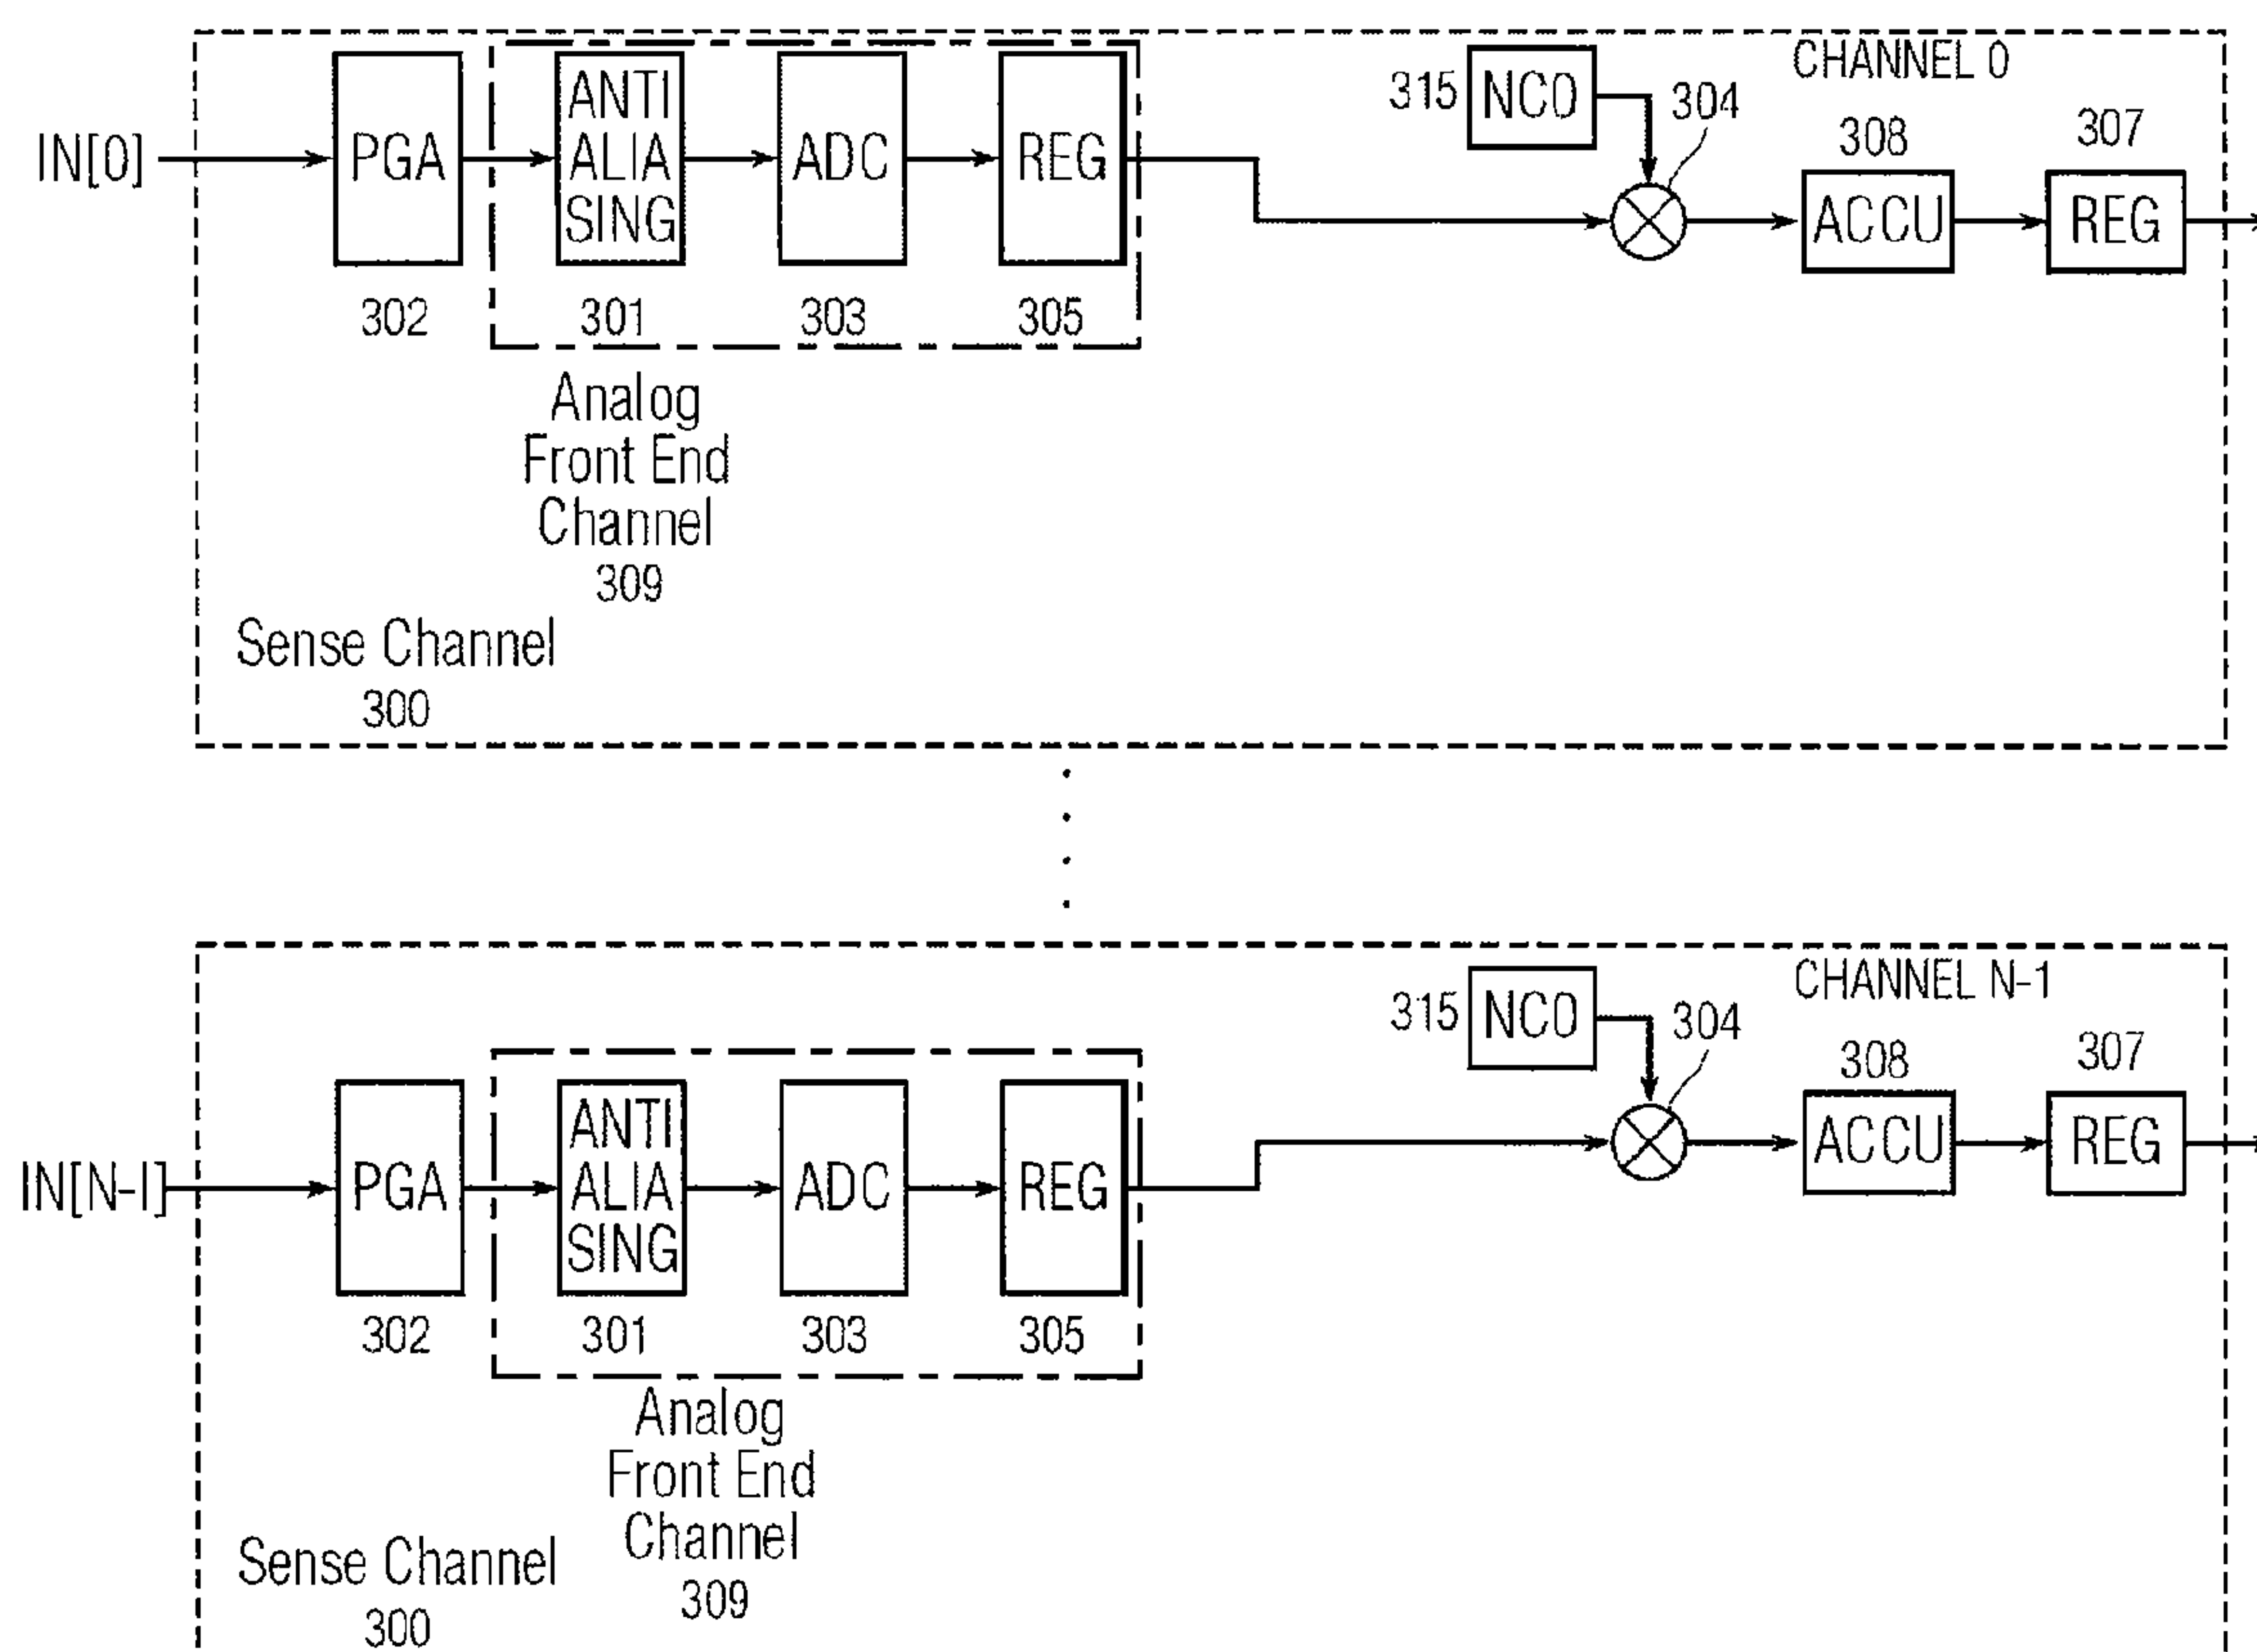 CHANNEL 0
315
NCO
304
308
307
IN[0]
PGA
ANTI
ALIA
SING
ADC
REG
ACCU
REG
302
301
303
305
Analog
Front End
Channel
309
Sense Channel
300
CHANNEL N-1
315
NCO
304
308
307
IN[N-1]
PGA
ANTI
ALIA
SING
ADC
REG
ACCU
REG
302
301
303
305
Analog
Front End
Channel
309
Sense Channel
300